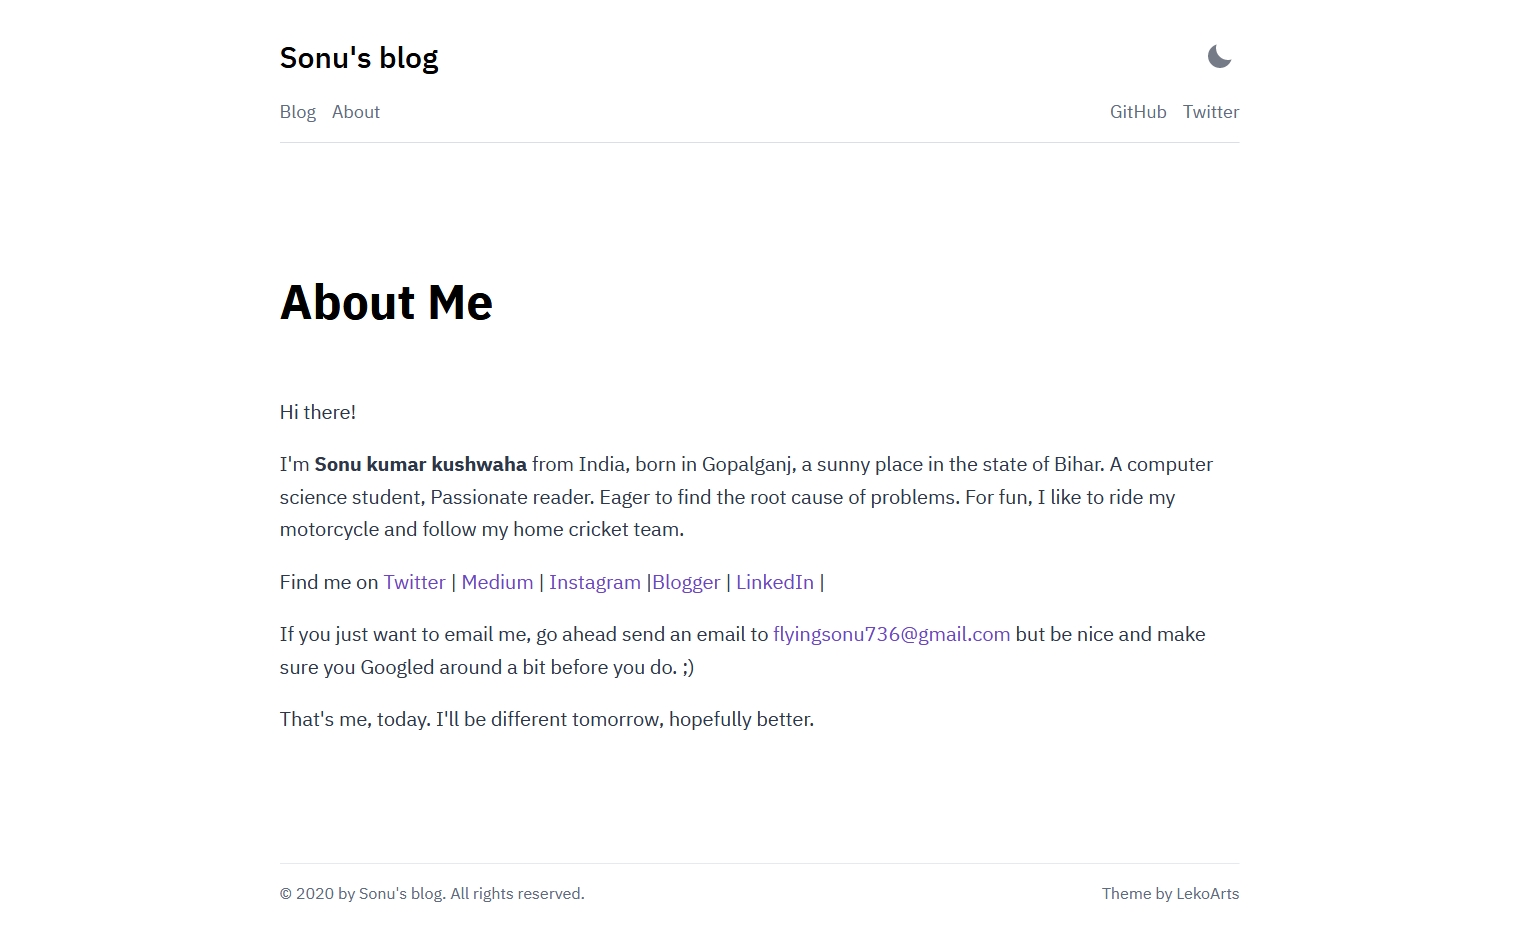 Sonu's blog
Blog About
GitHub Twitter
About Me
Hi there!
I'm Sonu kumar kushwaha from India, born in Gopalganj, a sunny place in the state of Bihar. A computer
science student, Passionate reader. Eager to find the root cause of problems. For fun, I like to ride my
motorcycle and follow my home cricket team.
Find me on Twitter | Medium | Instagram |Blogger | LinkedIn |
If you just want to email me, go ahead send an email to flyingsonu736@gmail.com but be nice and make
sure you Googled around a bit before you do. ;)
That's me, today. I'll be different tomorrow, hopefully better.
© 2020 by Sonu's blog. All rights reserved.
Theme by LekoArts